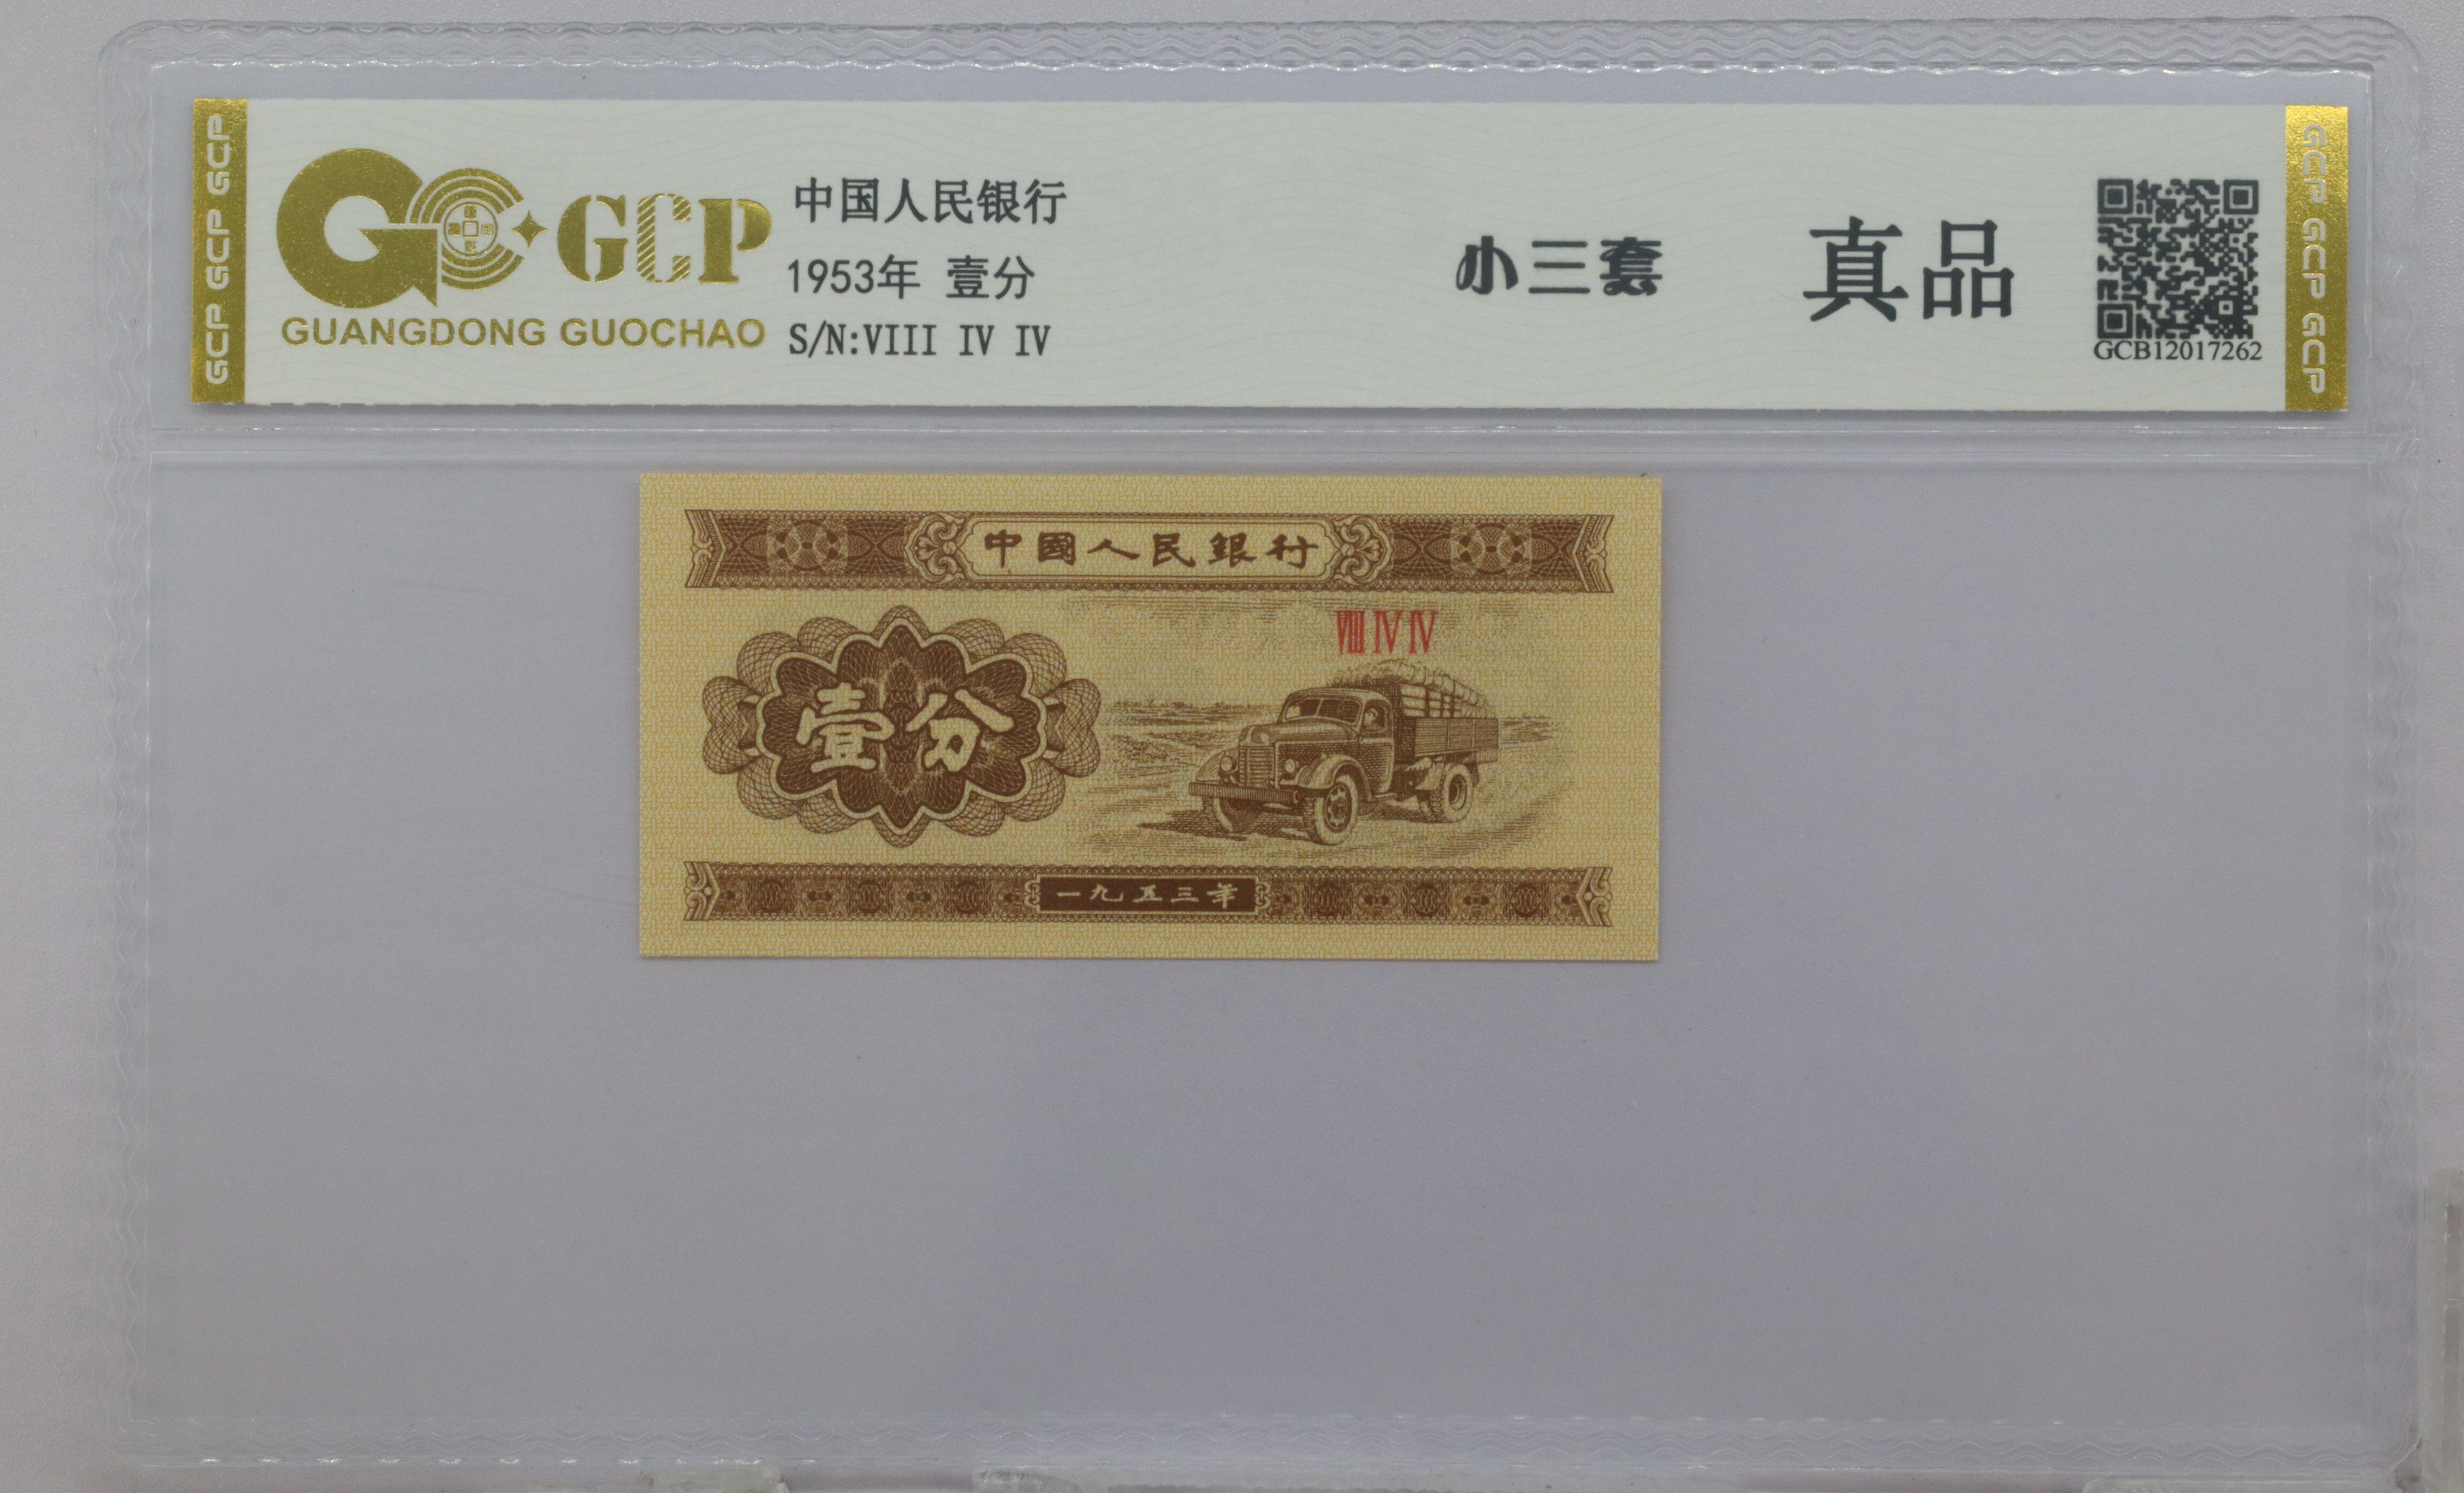 GCP GCP GCP
GCP
GUANGDONG GUOCHAO
中国人民银行
1953年 壹分
S/N:VIII IV IV
小三套
真品
GCB12017262
GCP GCP GCP
中國人民銀行
VIII IV IV
壹分
一九五三年